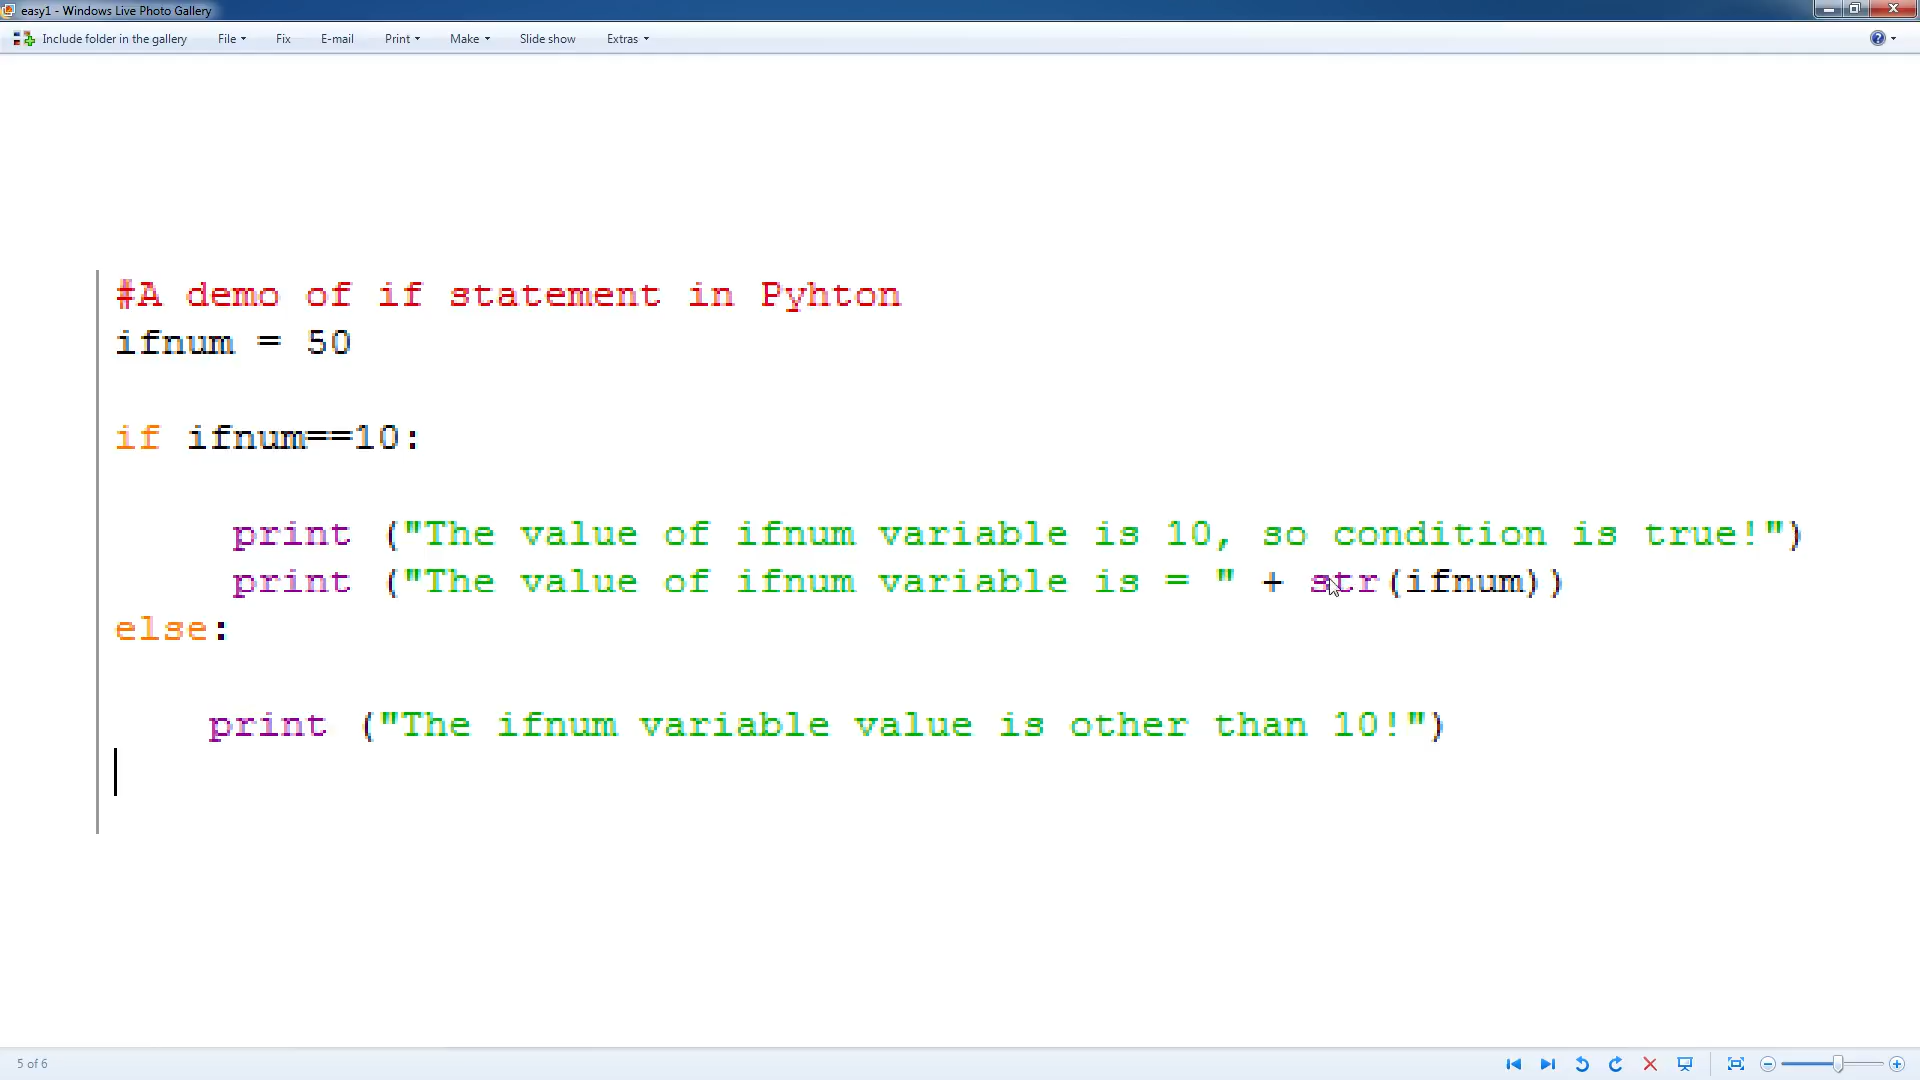 easy1 - Windows Live Photo Gallery
Include folder in the gallery File Fix E-mail Print Make Slide show Extras
#A demo of if statement in Pyhton
ifnum = 50
if ifnum==10:
print ("The value of ifnum variable is 10, so condition is true!")
print ("The value of ifnum variable is = " + str(ifnum))
else:
print ("The ifnum variable value is other than 10!")
5 of 6